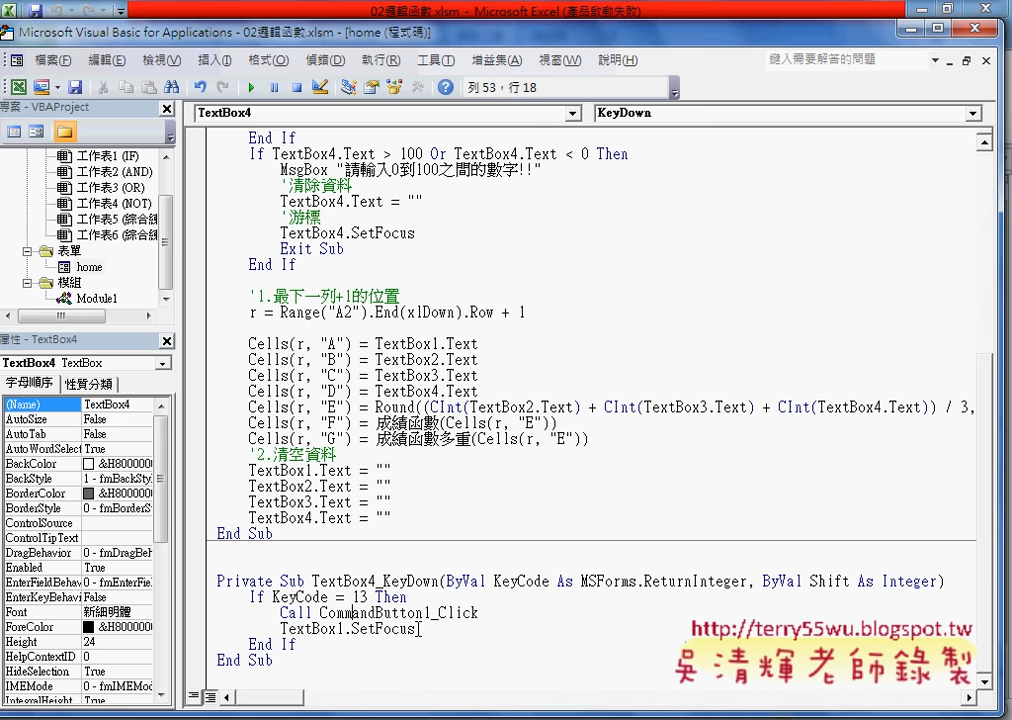 02邏輯函數.xlsm - Microsoft Excel (產品啟動失敗)
Microsoft Visual Basic for Applications - 02邏輯函數.xlsm - [home (程式碼)]
檔案(F) 編輯(E) 檢視(V) 插入(I) 格式(O) 偵錯(D) 執行(R) 工具(T) 增益集(A) 視窗(W) 說明(H) 鍵入需要解答的問題
列 53，行 18
專案 - VBAProject
TextBox4 KeyDown
工作表1 (IF)
工作表2 (AND)
工作表3 (OR)
工作表4 (NOT)
工作表5 (綜合練
工作表6 (綜合練
表單
home
模組
Module1
屬性 - TextBox4
TextBox4 TextBox
字母順序 性質分類
(Name) TextBox4
AutoSize False
AutoTab False
AutoWordSelect True
BackColor &H800000
BackStyle 1 - fmBackSty
BorderColor &H800000
BorderStyle 0 - fmBorderS
ControlSource
ControlTipText
DragBehavior 0 - fmDragBeh
Enabled True
EnterFieldBehav 0 - fmEnterFie
EnterKeyBehavi False
Font 新細明體
ForeColor &H800000
Height 24
HelpContextID 0
HideSelection True
IMEMode 0 - fmIMEMod
IntegralHeight True
End If
If TextBox4.Text > 100 Or TextBox4.Text < 0 Then
MsgBox "請輸入0到100之間的數字!!"
'清除資料
TextBox4.Text = ""
'游標
TextBox4.SetFocus
Exit Sub
End If
'1.最下一列+1的位置
r = Range("A2").End(xlDown).Row + 1
Cells(r, "A") = TextBox1.Text
Cells(r, "B") = TextBox2.Text
Cells(r, "C") = TextBox3.Text
Cells(r, "D") = TextBox4.Text
Cells(r, "E") = Round((CInt(TextBox2.Text) + CInt(TextBox3.Text) + CInt(TextBox4.Text)) / 3,
Cells(r, "F") = 成績函數(Cells(r, "E"))
Cells(r, "G") = 成績函數多重(Cells(r, "E"))
'2.清空資料
TextBox1.Text = ""
TextBox2.Text = ""
TextBox3.Text = ""
TextBox4.Text = ""
End Sub
Private Sub TextBox4_KeyDown(ByVal KeyCode As MSForms.ReturnInteger, ByVal Shift As Integer)
If KeyCode = 13 Then
Call CommandButton1_Click
TextBox1.SetFocus
End If
End Sub
http://terry55wu.blogspot.tw
吳清輝老師錄製